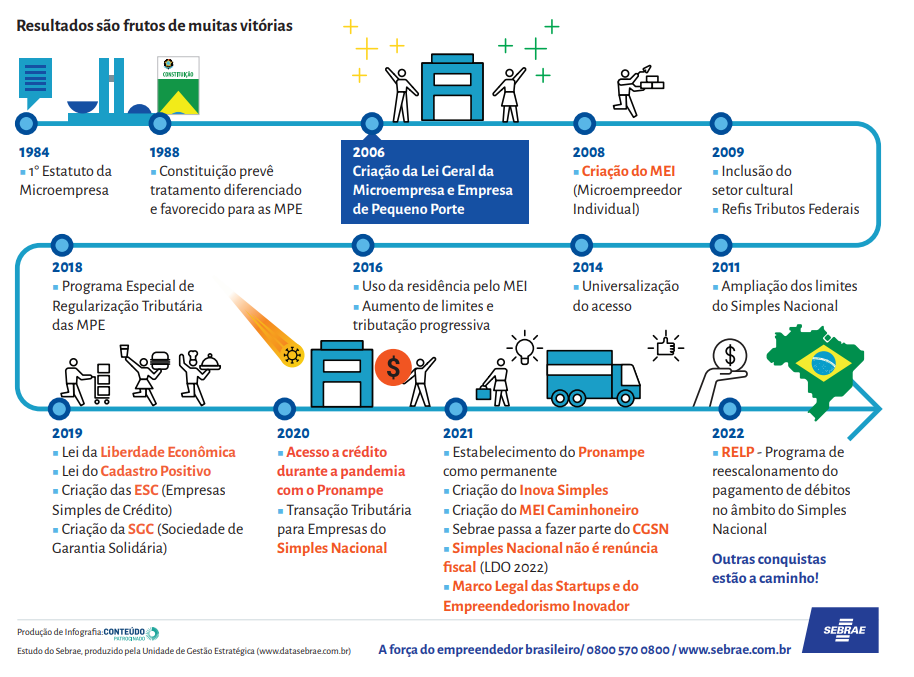 Resultados são frutos de muitas vitórias
CONSTITUIÇÃO
1984
1° Estatuto da
Microempresa
1988
Constituição prevê
tratamento diferenciado
e favorecido para as MPE
2006
Criação da Lei Geral da
Microempresa e Empresa
de Pequeno Porte
2008
Criação do MEI
(Microempreedor
Individual)
2009
Inclusão do
setor cultural
Refis Tributos Federais
2018
Programa Especial de
Regularização Tributária
das MPE
2016
Uso da residência pelo MEI
Aumento de limites e
tributação progressiva
2014
Universalização
do acesso
2011
Ampliação dos limites
do Simples Nacional
$
$
2019
Lei da Liberdade Econômica
Lei do Cadastro Positivo
Criação das ESC (Empresas
Simples de Crédito)
Criação da SGC (Sociedade de
Garantia Solidária)
2020
Acesso a crédito
durante a pandemia
com o Pronampe
Transação Tributária
para Empresas do
Simples Nacional
2021
Estabelecimento do Pronampe
como permanente
Criação do Inova Simples
Criação do MEI Caminhoneiro
Sebrae passa a fazer parte do CGSN
Simples Nacional não é renúncia
fiscal (LDO 2022)
Marco Legal das Startups e do
Empreendedorismo Inovador
2022
RELP - Programa de
reescalonamento do
pagamento de débitos
no âmbito do Simples
Nacional
Outras conquistas
estão a caminho!
Produção de Infografia: CONTEÚDO
PATROCINADO
Estudo do Sebrae, produzido pela Unidade de Gestão Estratégica (www.datasebrae.com.br)
A força do empreendedor brasileiro/ 0800 570 0800 / www.sebrae.com.br
SEBRAE